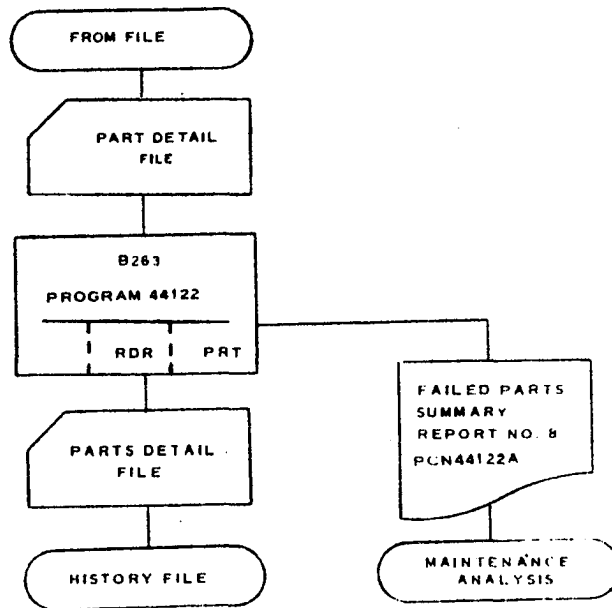 FROM FILE
PART DETAIL
FILE
B263
PROGRAM 44122
RDR PRT
FAILED PARTS
SUMMARY
REPORT NO. 8
PCN44122A
PARTS DETAIL
FILE
HISTORY FILE
MAINTENANCE
ANALYSIS